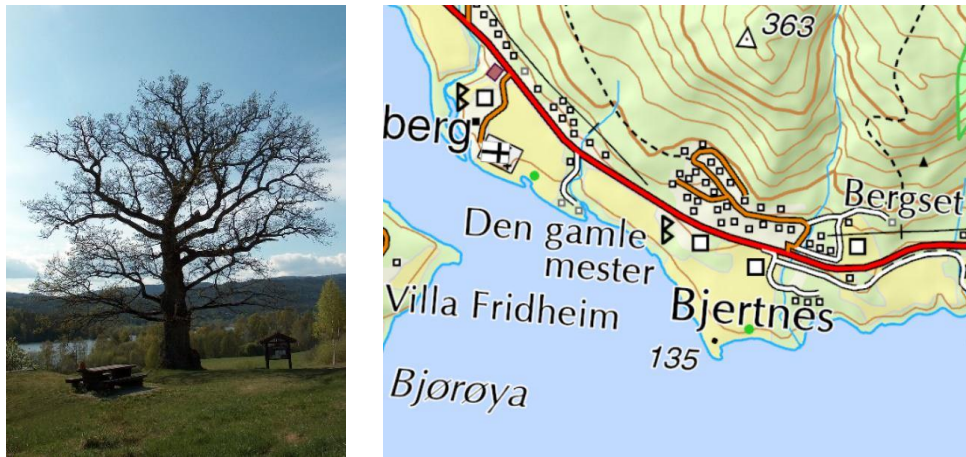 363
berg
Bergset
Den gamle
mester
Villa Fridheim
Bjertnes
135
Bjørøya